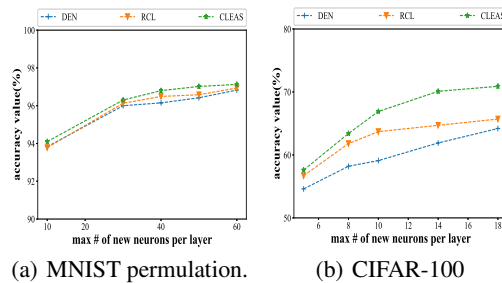 DEN RCL CLEAS
100
98
96
94
92
90
accuracy value(%)
10 20 40 60
max # of new neurons per layer
(a) MNIST permulation.
DEN RCL CLEAS
80
70
60
50
accuracy value(%)
6 8 10 14 18
max # of new neurons per layer
(b) CIFAR-100